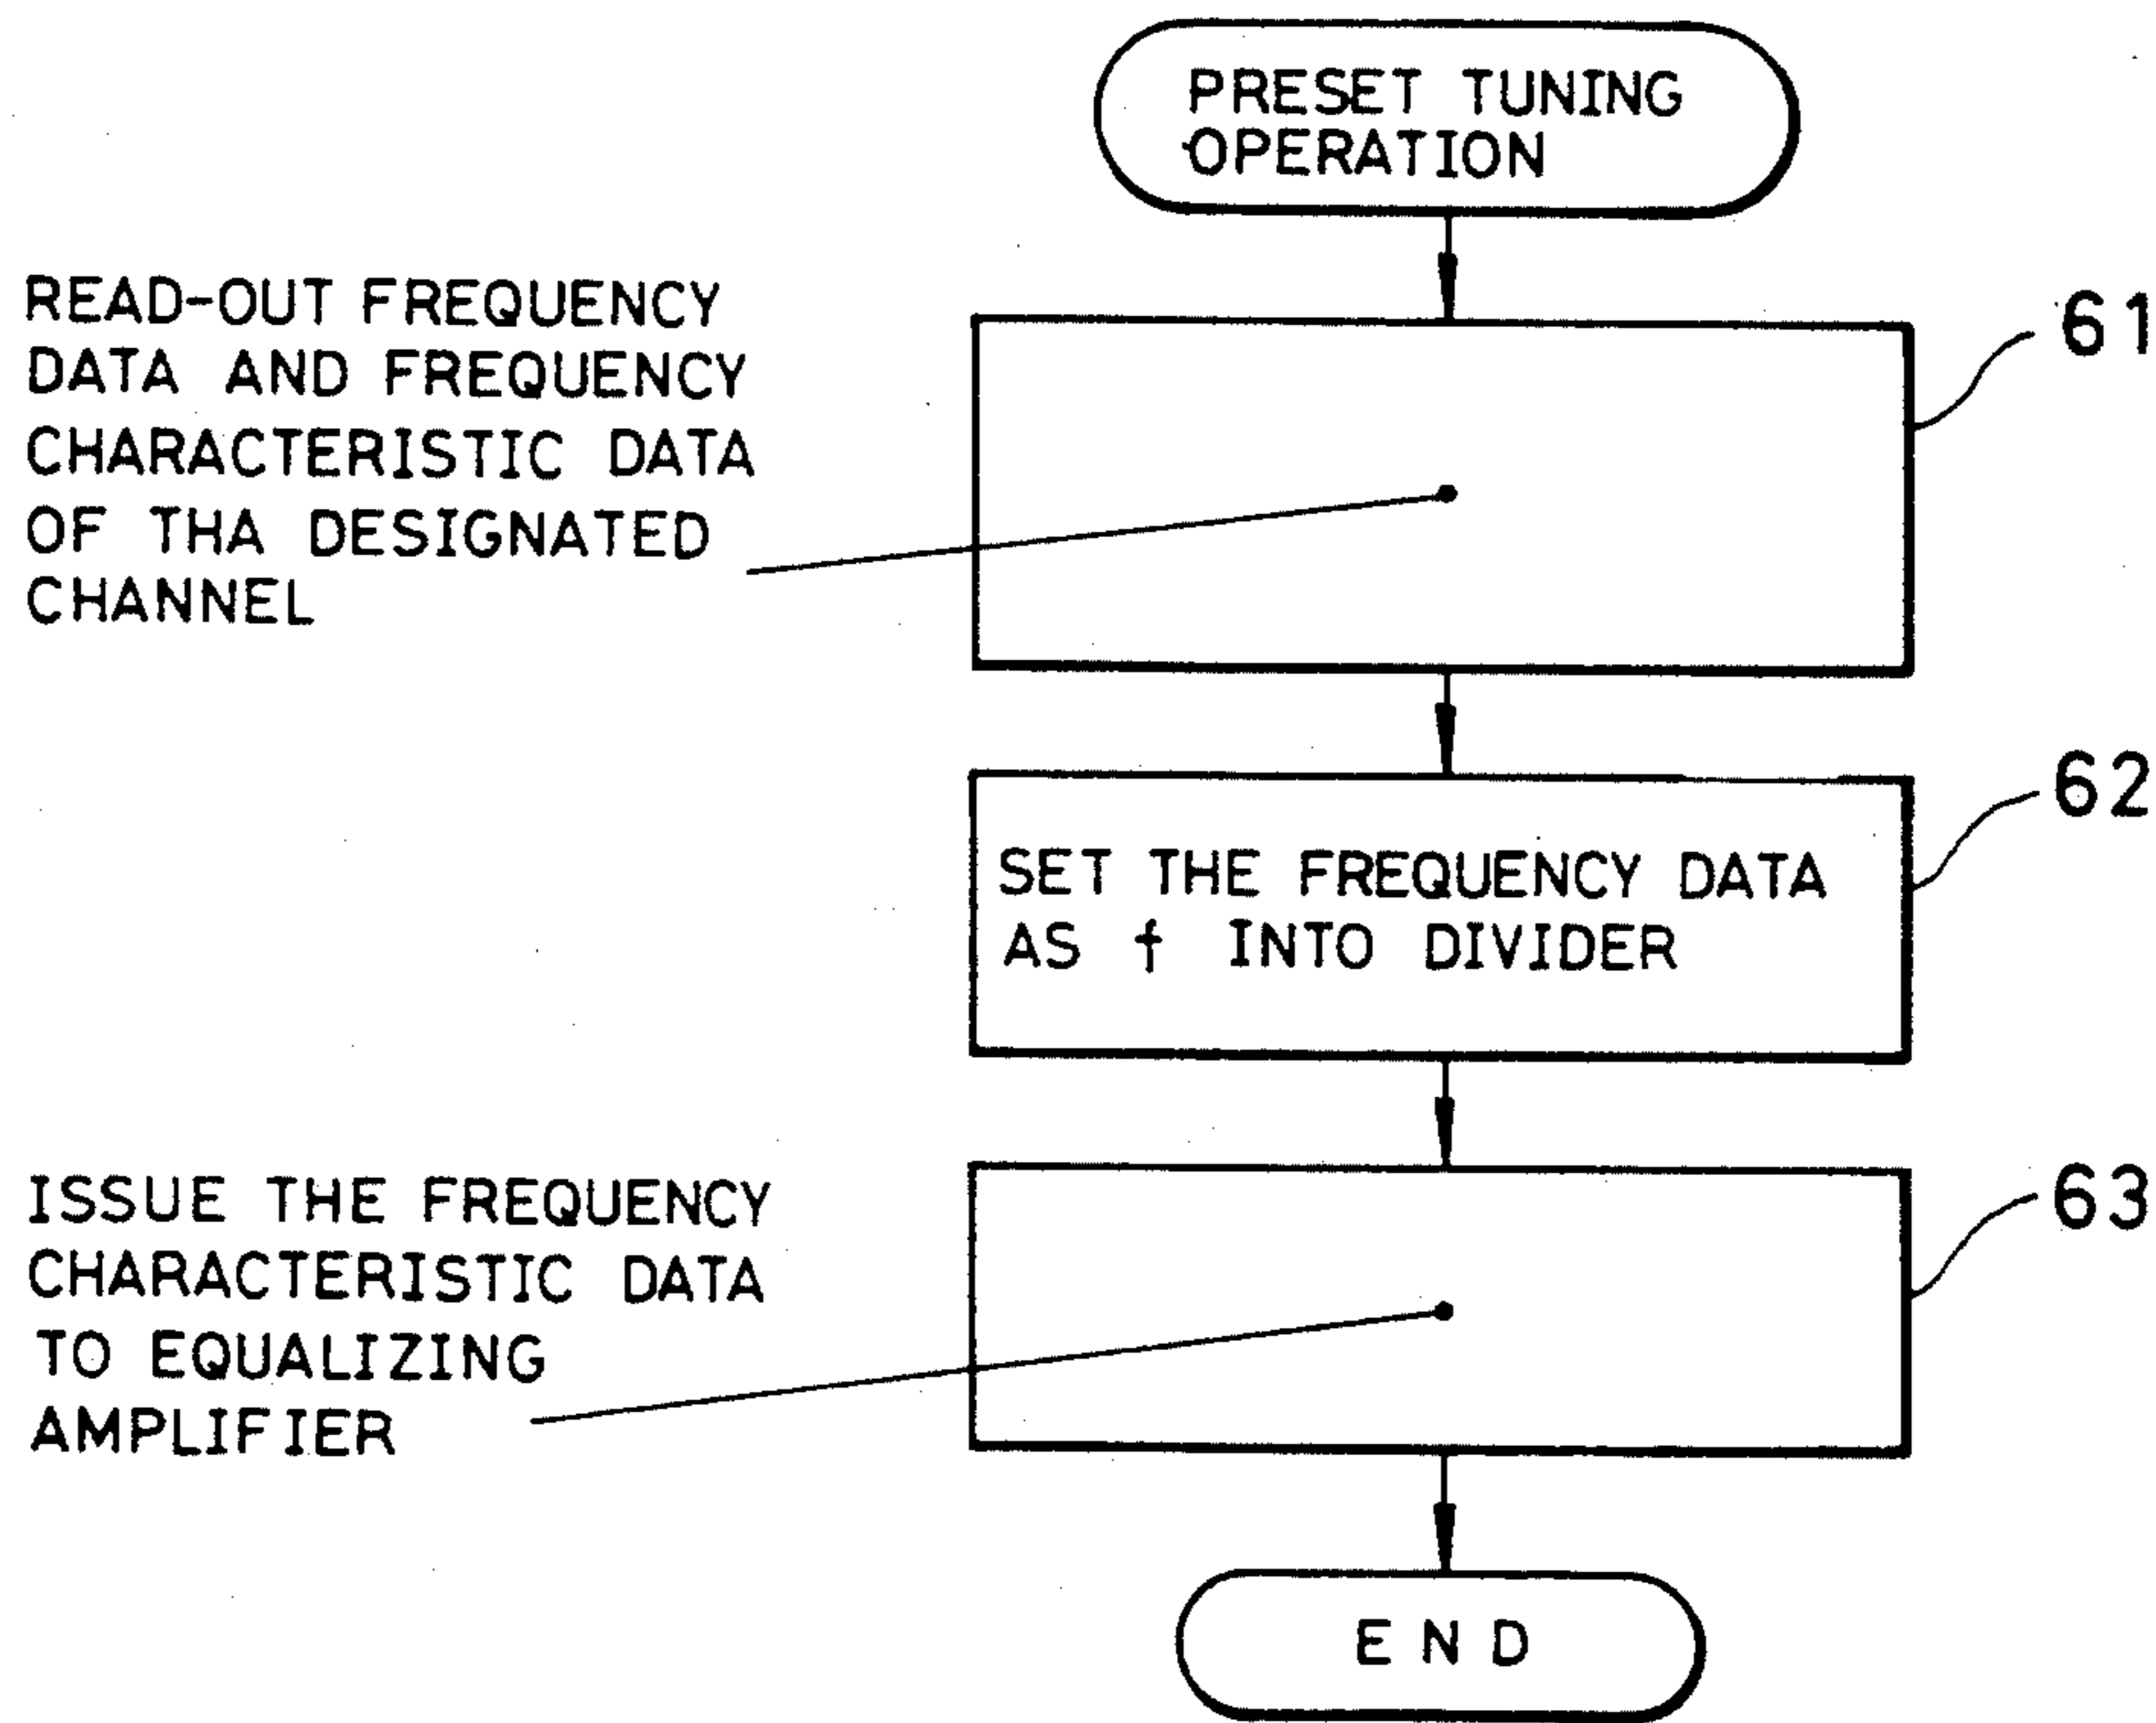 PRESET TUNING
OPERATION
READ-OUT FREQUENCY
DATA AND FREQUENCY
CHARACTERISTIC DATA
OF THA DESIGNATED
CHANNEL
61
62
SET THE FREQUENCY DATA
AS f INTO DIVIDER
ISSUE THE FREQUENCY
CHARACTERISTIC DATA
TO EQUALIZING
AMPLIFIER
63
END